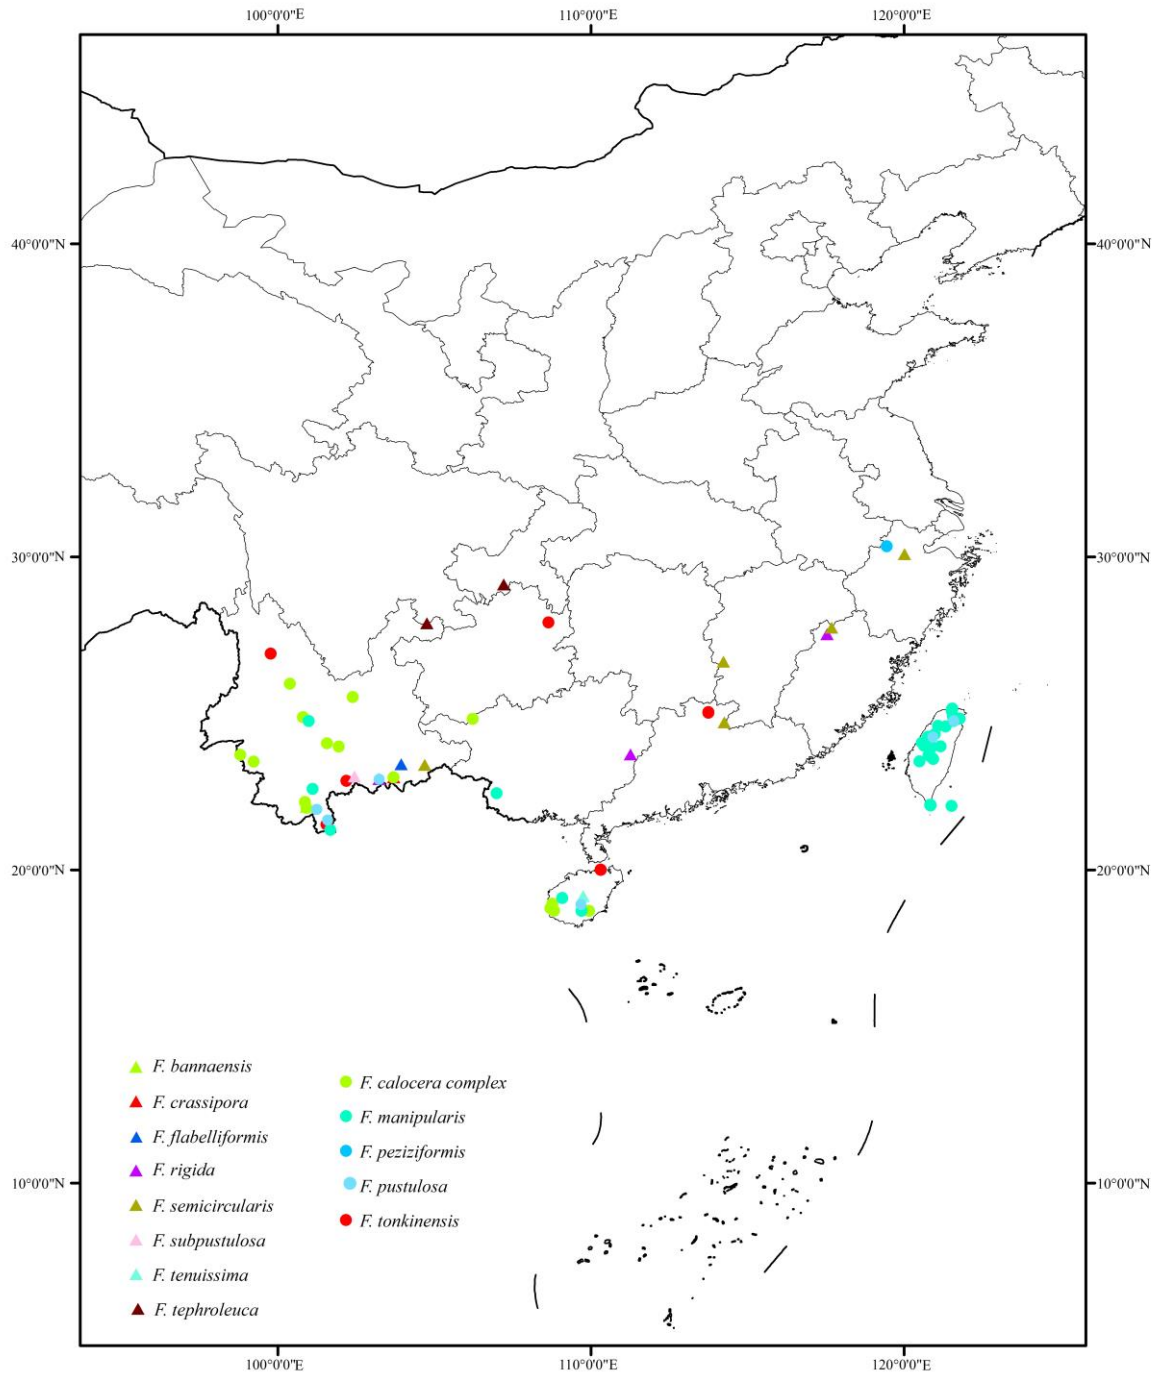 100°0'0"E 110°0'0"E 120°0'0"E
40°0'0"N 40°0'0"N
30°0'0"N 30°0'0"N
20°0'0"N 20°0'0"N
10°0'0"N 10°0'0"N
F. bannaensis
F. crassipora
F. flabelliformis
F. rigida
F. semicircularis
F. subpustulosa
F. tenuissima
F. tephroleuca
F. calocera complex
F. manipularis
F. peziziformis
F. pustulosa
F. tonkinensis
100°0'0"E 110°0'0"E 120°0'0"E